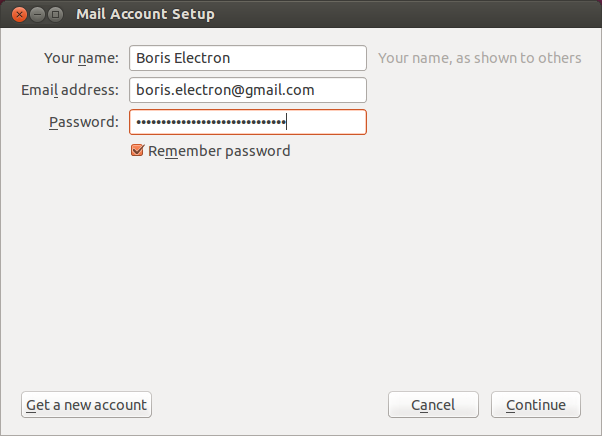 Mail Account Setup
Your name: Boris Electron Your name, as shown to others
Email address: boris.electron@gmail.com
Password: ••••••••••••••••••••••••••••••
Remember password
Get a new account Cancel Continue